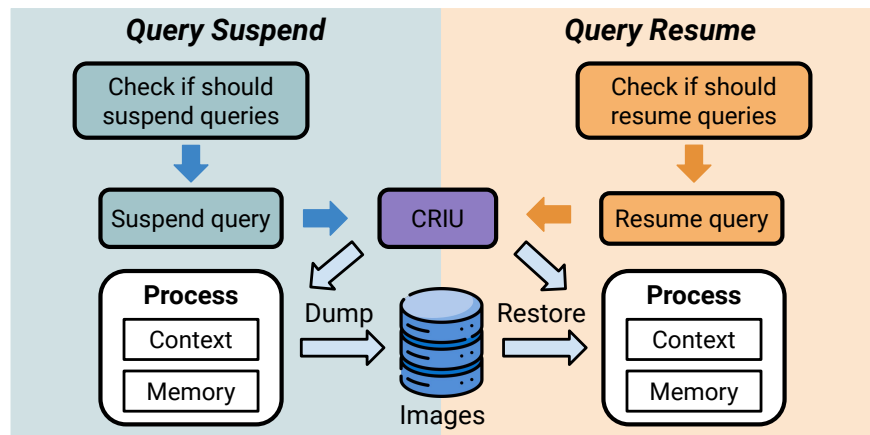 Query Suspend
Query Resume
Check if should
suspend queries
Check if should
resume queries
Suspend query
CRIU
Resume query
Process
Context
Memory
Dump
Images
Restore
Process
Context
Memory